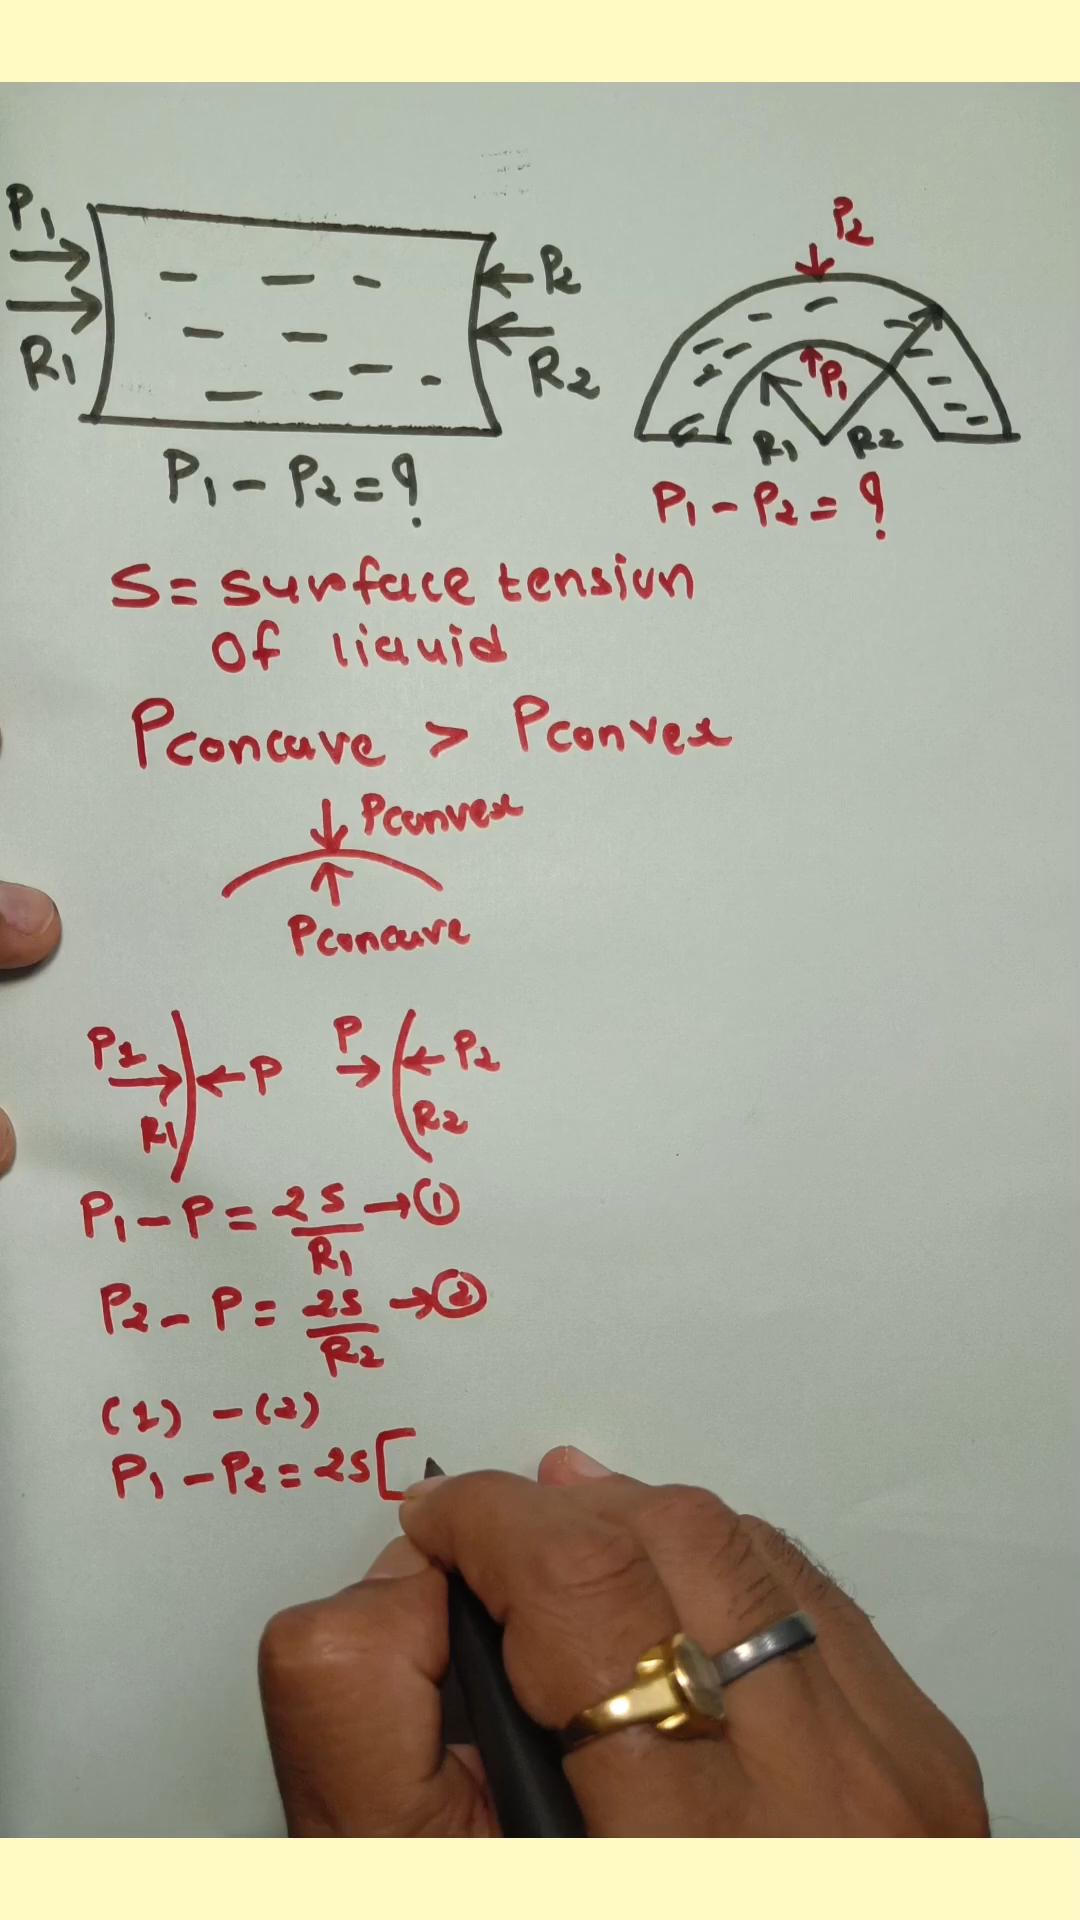 P1
R1
P2
R2
P1 - P2 = ?
P2
P1
R1 R2
P1 - P2 = ?
S = surface tension
of liquid
Pconcave > Pconvex
Pconvex
Pconcave
P1 P
R1
P P2
R2
P1 - P = 2S/R1 → ①
P2 - P = 2S/R2 → ②
(1) - (2)
P1 - P2 = 2S [